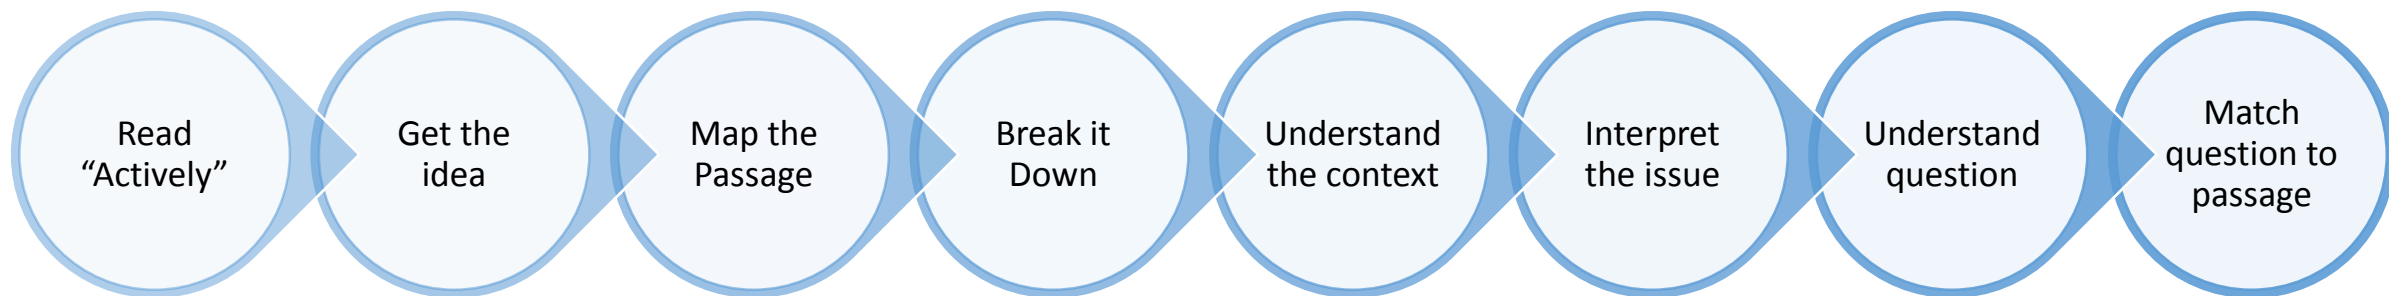 Read
“Actively”
Get the
idea
Map the
Passage
Break it
Down
Understand
the context
Interpret
the issue
Understand
question
Match
question to
passage